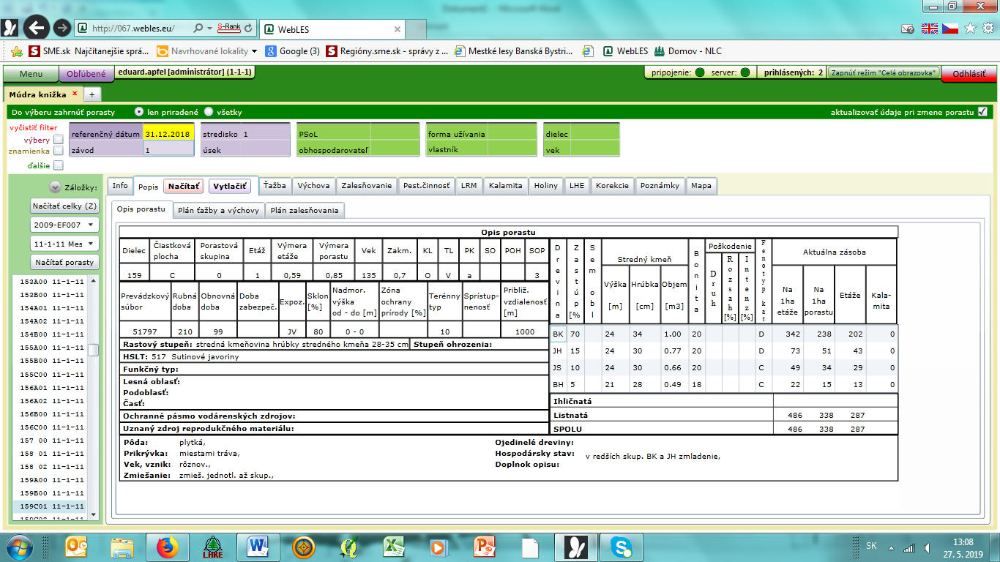 Dokument1 - Microsoft Word
http://067.webles.eu/ S-Rank WebLES
SME.sk Najčítanejšie sprá... Navrhované lokality Google (3) Regióny.sme.sk - správy z ... Mestké lesy Banská Bystri... WebLES Domov - NLC
Menu Obľúbené eduard.apfel [administrátor] (1-1-1) pripojenie: server: prihlásených: 2 Zapnúť režim "Celá obrazovka" Odhlásiť
Múdra knižka × +
Do výberu zahrnúť porasty len priradené všetky aktualizovať údaje pri zmene porastu
vyčistiť filter
výbery
znamienka
ďalšie
referenčný dátum 31.12.2018 stredisko 1 PSoL forma užívania dielec
závod 1 úsek obhospodarovateľ vlastník vek
Záložky:
Načítať celky (Z)
2009-EF007
11-1-11 Mes
Načítať porasty
153A00 11-1-11
153B00 11-1-11
154A01 11-1-11
154A02 11-1-11
154B00 11-1-11
155A00 11-1-11
155B00 11-1-11
155C00 11-1-11
156A01 11-1-11
156A02 11-1-11
156B00 11-1-11
156C00 11-1-11
157 00 11-1-11
158 01 11-1-11
158 02 11-1-11
159A00 11-1-11
159B00 11-1-11
159C01 11-1-11
159C02 11-1-11
Info Popis Načítať Vytlačiť Ťažba Výchova Zalesňovanie Pest.činnosť LRM Kalamita Holiny LHE Korekcie Poznámky Mapa
Opis porastu Plán ťažby a výchovy Plán zalesňovania
Opis porastu
Dielec Čiastková plocha Porastová skupina Etáž Výmera etáže Výmera porastu Vek Zakm. KL TL PK SO POH SOP
159 C 0 1 0,59 0,85 135 0,7 O V a 3
Prevádzkový súbor Rubná doba Obnovná doba Doba zabezpeč. Expoz. Sklon [%] Nadmor. výška od - do [m] Zóna ochrany prírody [%] Terénny typ Sprístup-nenosť Približ. vzdialenosť [m]
51797 210 99 JV 80 0 - 0 10 1000
Rastový stupeň: stredná kmeňovina hrúbky stredného kmeňa 28-35 cm Stupeň ohrozenia:
HSLT: 517 Sutinové javoriny
Funkčný typ:
Lesná oblasť:
Podoblasť:
Časť:
Ochranné pásmo vodárenských zdrojov:
Uznaný zdroj reprodukčného materiálu:
Drevina Zastúp [% Sem obl Stredný kmeň Výška [m] Hrúbka [cm] Objem [m3] Bonita Poškodenie Druh Rozsah [%] Intenz [%] Fenotyp kat Aktuálna zásoba Na 1ha etáže Na 1ha porastu Etáže Kala-mita
BK 70 24 34 1.00 20 D 342 238 202 0
JH 15 24 30 0.77 20 D 73 51 43 0
JS 10 24 30 0.66 20 C 49 34 29 0
BH 5 21 28 0.49 18 C 22 15 13 0
Ihličnatá
Listnatá 486 338 287
SPOLU 486 338 287
Pôda: plytká,
Prikrývka: miestami tráva,
Vek, vznik: rôznov.,
Zmiešanie: zmieš. jednotl. až skup.,
Ojedinelé dreviny:
Hospodársky stav: v redších skup. BK a JH zmladenie,
Doplnok opisu:
LAKE
SK 13:08
27. 5. 2019